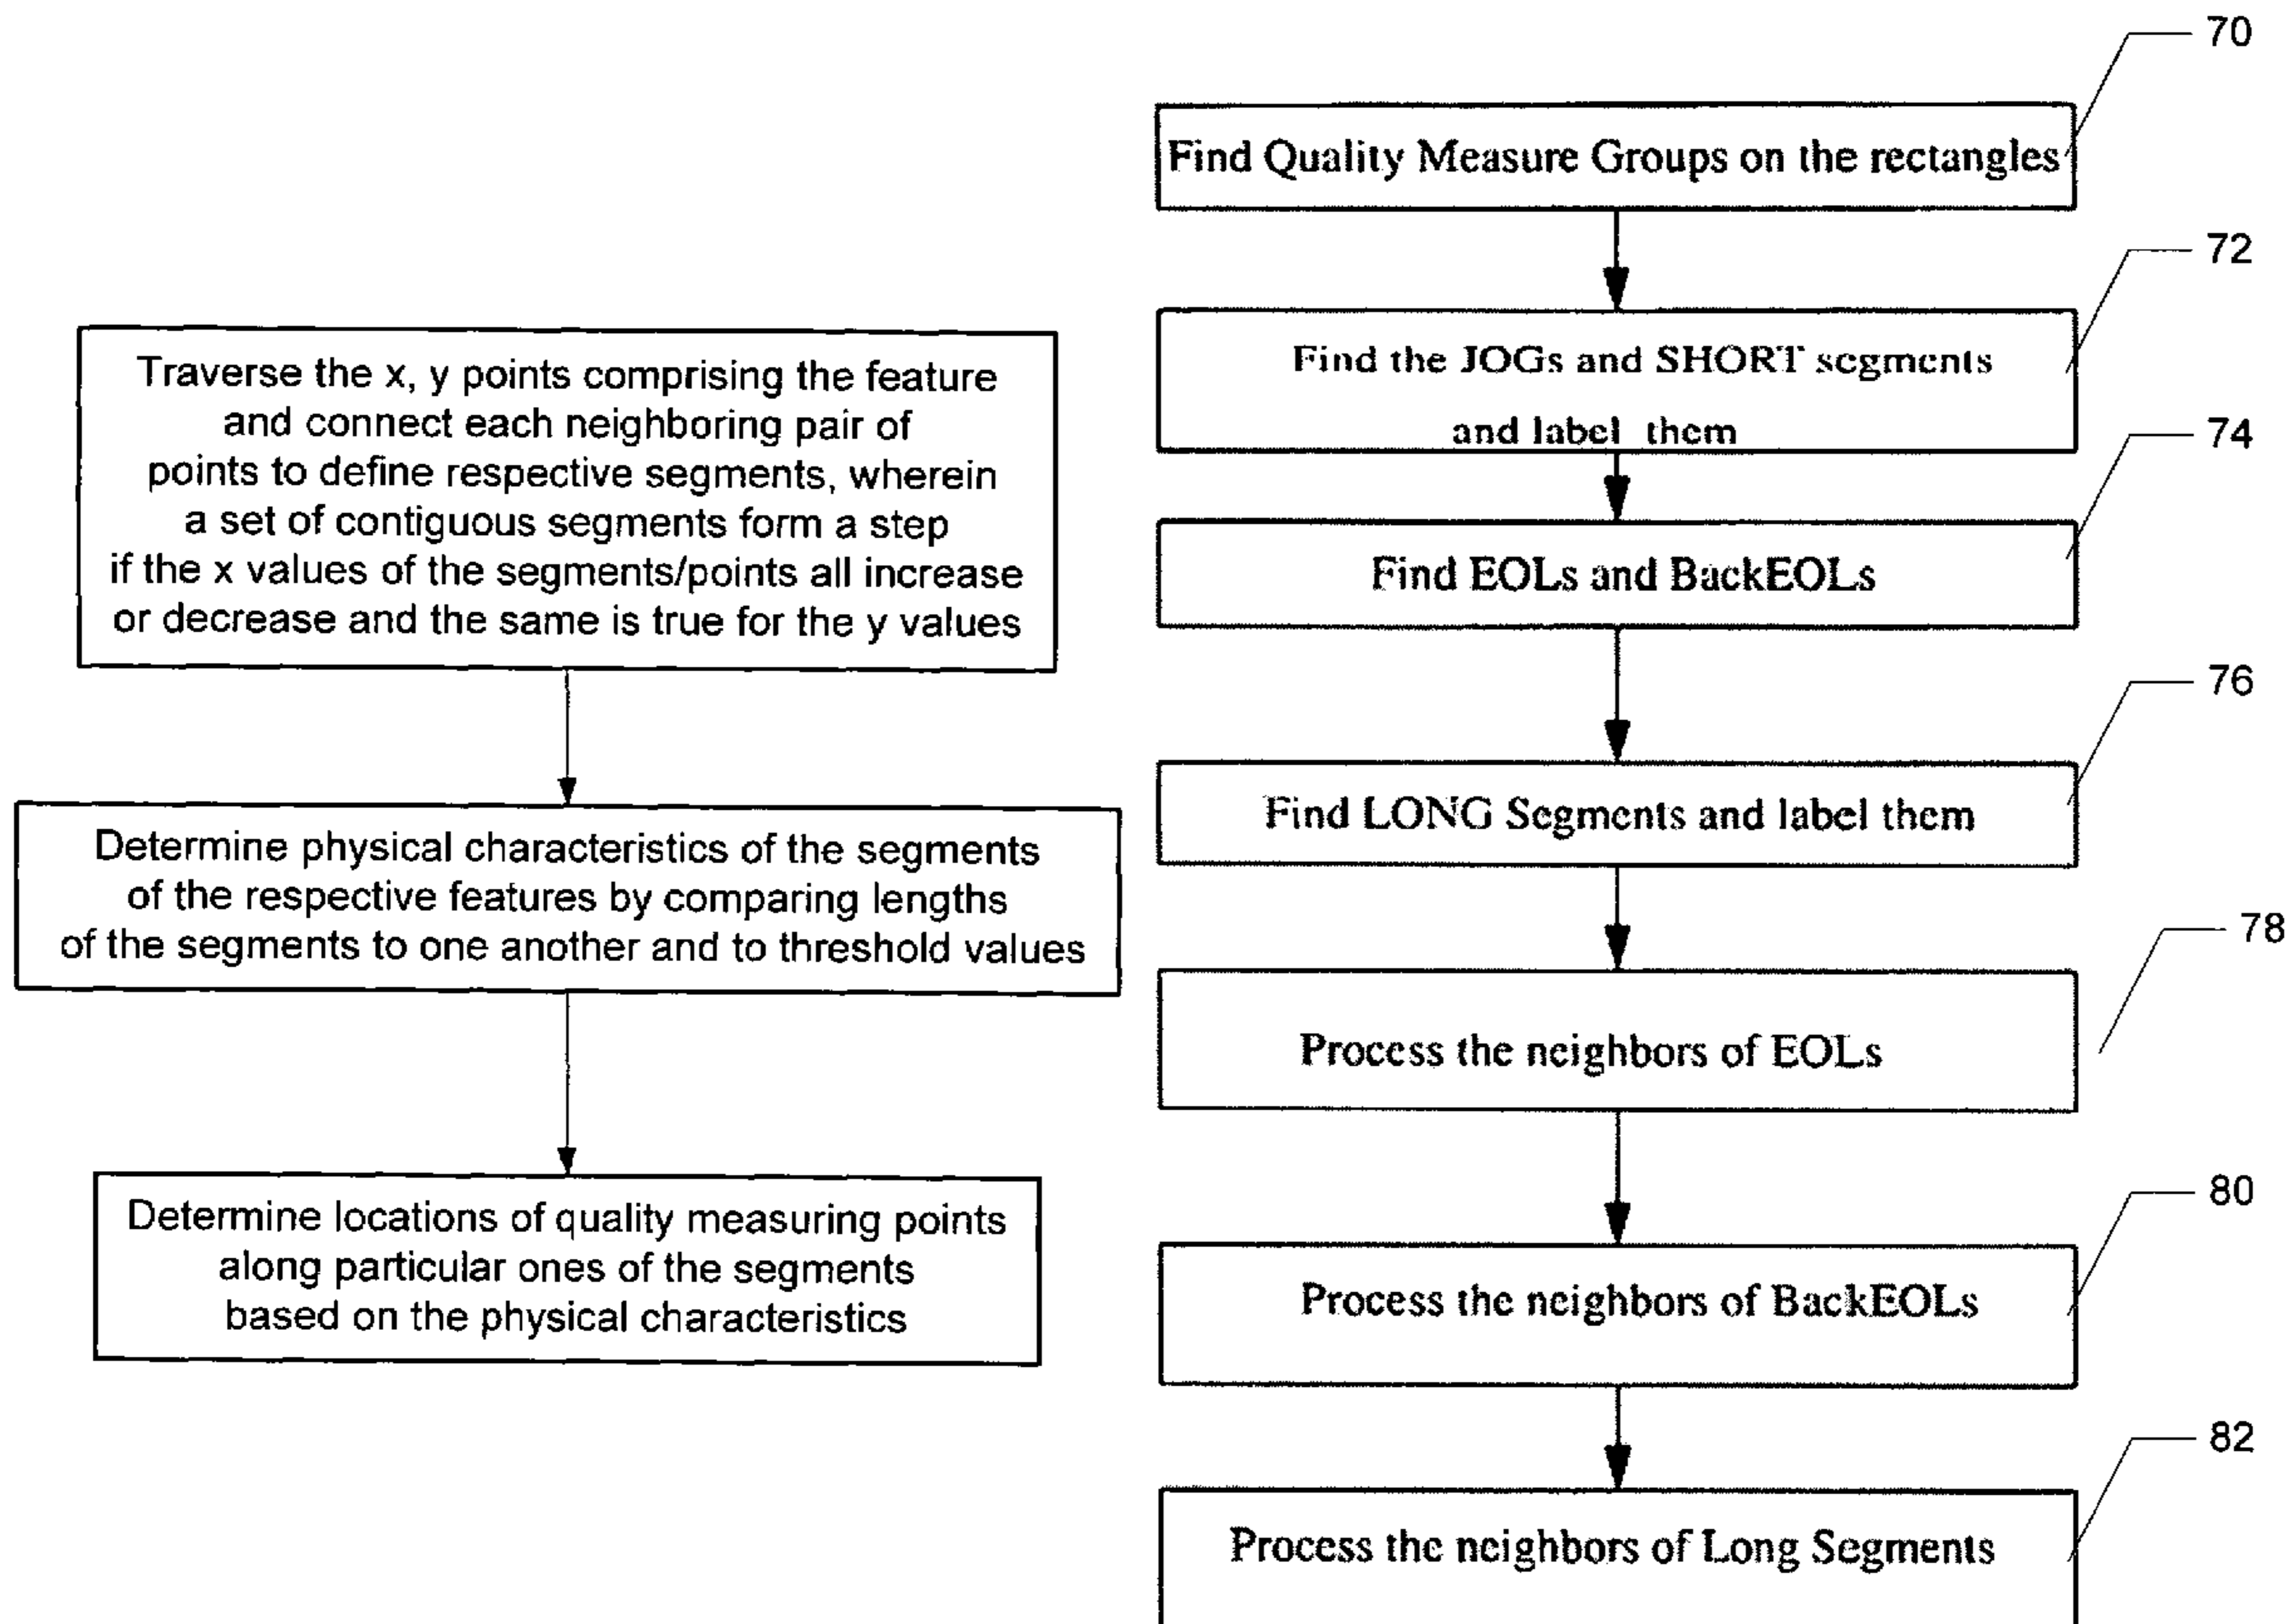 Traverse the x, y points comprising the feature
and connect each neighboring pair of
points to define respective segments, wherein
a set of contiguous segments form a step
if the x values of the segments/points all increase
or decrease and the same is true for the y values
Determine physical characteristics of the segments
of the respective features by comparing lengths
of the segments to one another and to threshold values
Determine locations of quality measuring points
along particular ones of the segments
based on the physical characteristics
70
Find Quality Measure Groups on the rectangles
72
Find the JOGs and SHORT segments
and label them
74
Find EOLs and BackEOLs
76
Find LONG Segments and label them
78
Process the neighbors of EOLs
80
Process the neighbors of BackEOLs
82
Process the neighbors of Long Segments